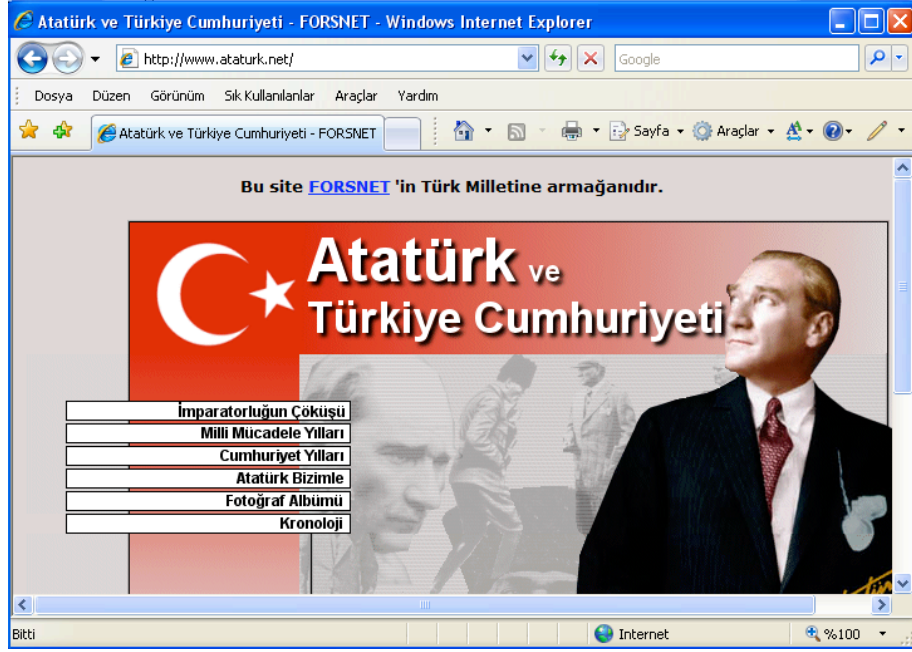 Atatürk ve Türkiye Cumhuriyeti - FORSNET - Windows Internet Explorer
http://www.ataturk.net/
Google
Dosya Düzen Görünüm Sık Kullanılanlar Araçlar Yardım
Atatürk ve Türkiye Cumhuriyeti - FORSNET
Sayfa
Araçlar
Bu site FORSNET 'in Türk Milletine armağanıdır.
Atatürk ve
Türkiye Cumhuriyeti
İmparatorluğun Çöküşü
Milli Mücadele Yılları
Cumhuriyet Yılları
Atatürk Bizimle
Fotoğraf Albümü
Kronoloji
Bitti
Internet
%100